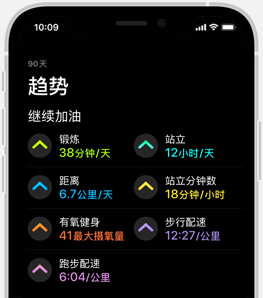 10:09
90天
趋势
继续加油
锻炼
38分钟/天
站立
12小时/天
距离
6.7公里/天
站立分钟数
18分钟/小时
有氧健身
41最大摄氧量
步行配速
12:27/公里
跑步配速
6:04/公里